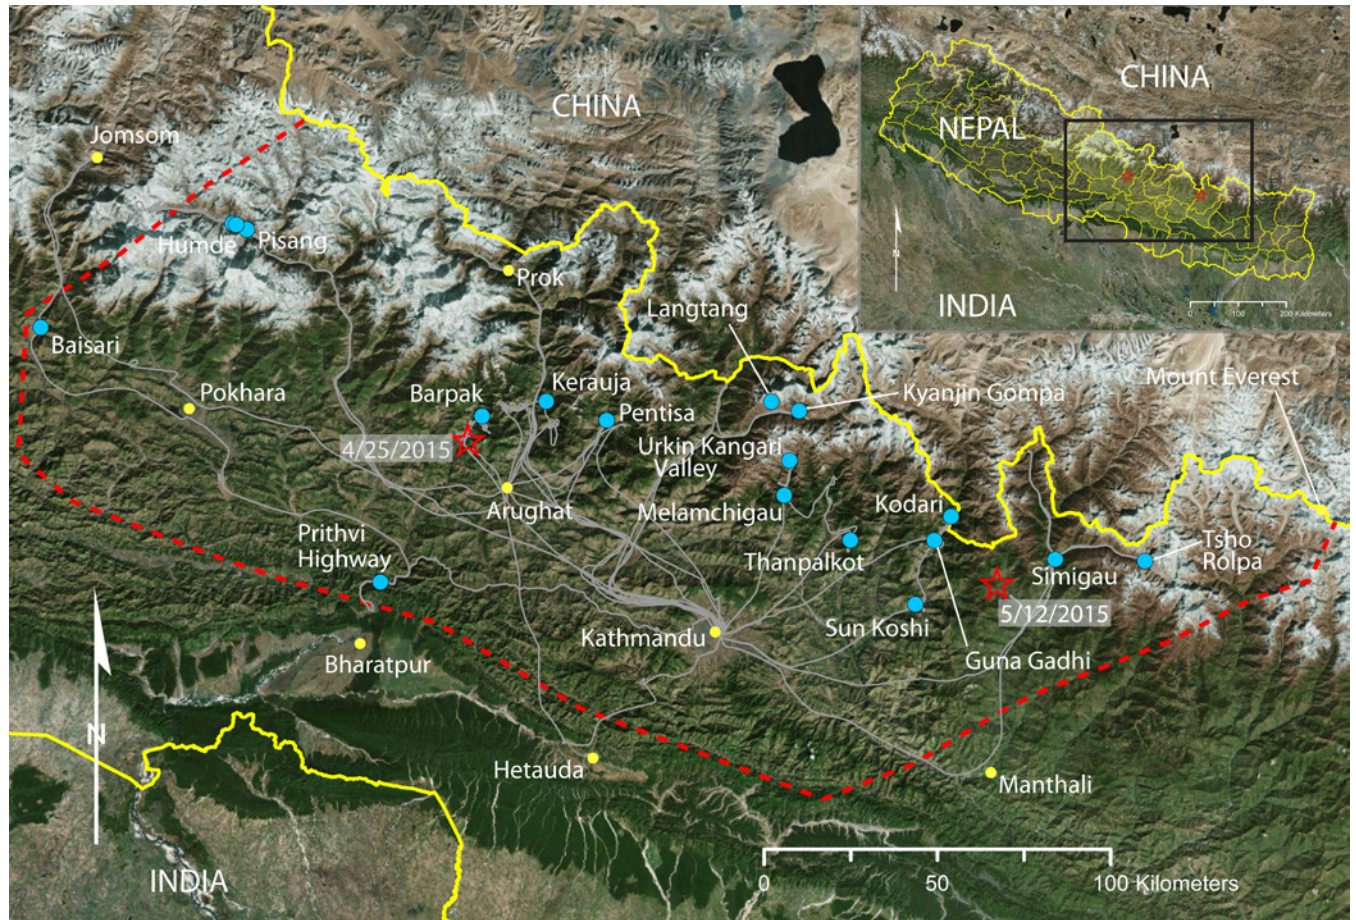 CHINA
CHINA
NEPAL
N
INDIA
0 100 200 Kilometers
Jomsom
Humde
Pisang
Prok
Langtang
Baisari
Mount Everest
Pokhara
Barpak
Kerauja
Kyanjin Gompa
Pentisa
4/25/2015
Urkin Kangari
Valley
Arughat
Melamchigau
Kodari
Prithvi
Highway
Thanpalkot
Simigau
Tsho
Rolpa
5/12/2015
Kathmandu
Sun Koshi
Guna Gadhi
Bharatpur
N
Hetauda
Manthali
INDIA
0 50 100 Kilometers